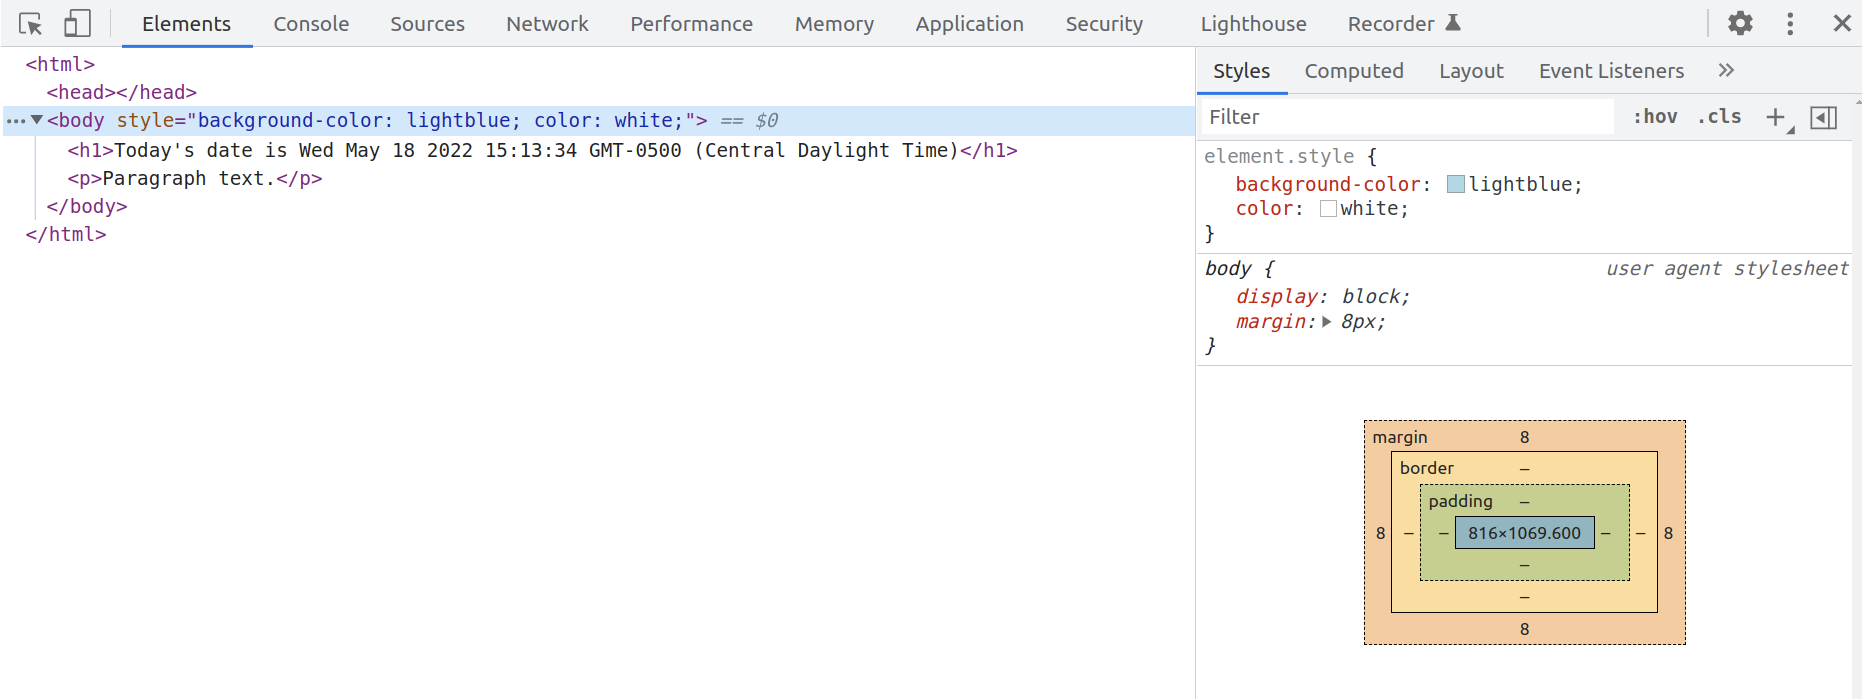 Elements Console Sources Network Performance Memory Application Security Lighthouse Recorder
<html>
<head></head>
<body style="background-color: lightblue; color: white;"> == $0
<h1>Today's date is Wed May 18 2022 15:13:34 GMT-0500 (Central Daylight Time)</h1>
<p>Paragraph text.</p>
</body>
</html>
Styles Computed Layout Event Listeners
Filter :hov .cls
element.style {
background-color: lightblue;
color: white;
}
body { user agent stylesheet
display: block;
margin: 8px;
}
margin 8
border –
padding –
8 – – 816×1069.600 – – 8
–
–
8